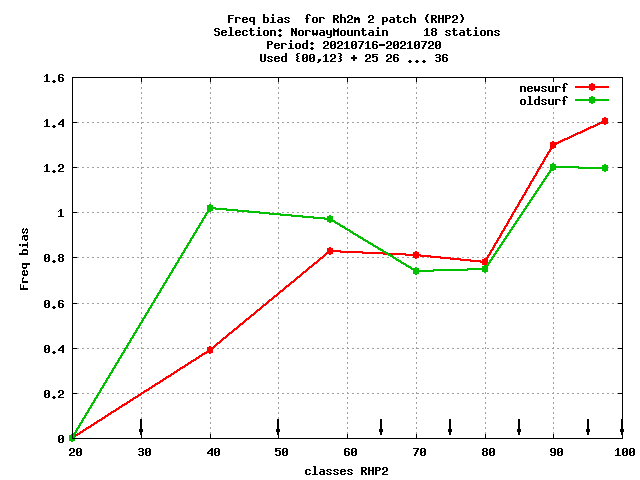 Freq bias  for Rh2m 2 patch (RHP2)
Selection: NorwayMountain     18 stations
Period: 20210716-20210720
Used {00,12} + 25 26 ... 36
newsurf
oldsurf
Freq bias
1.6
1.4
1.2
1
0.8
0.6
0.4
0.2
0
20 30 40 50 60 70 80 90 100
classes RHP2